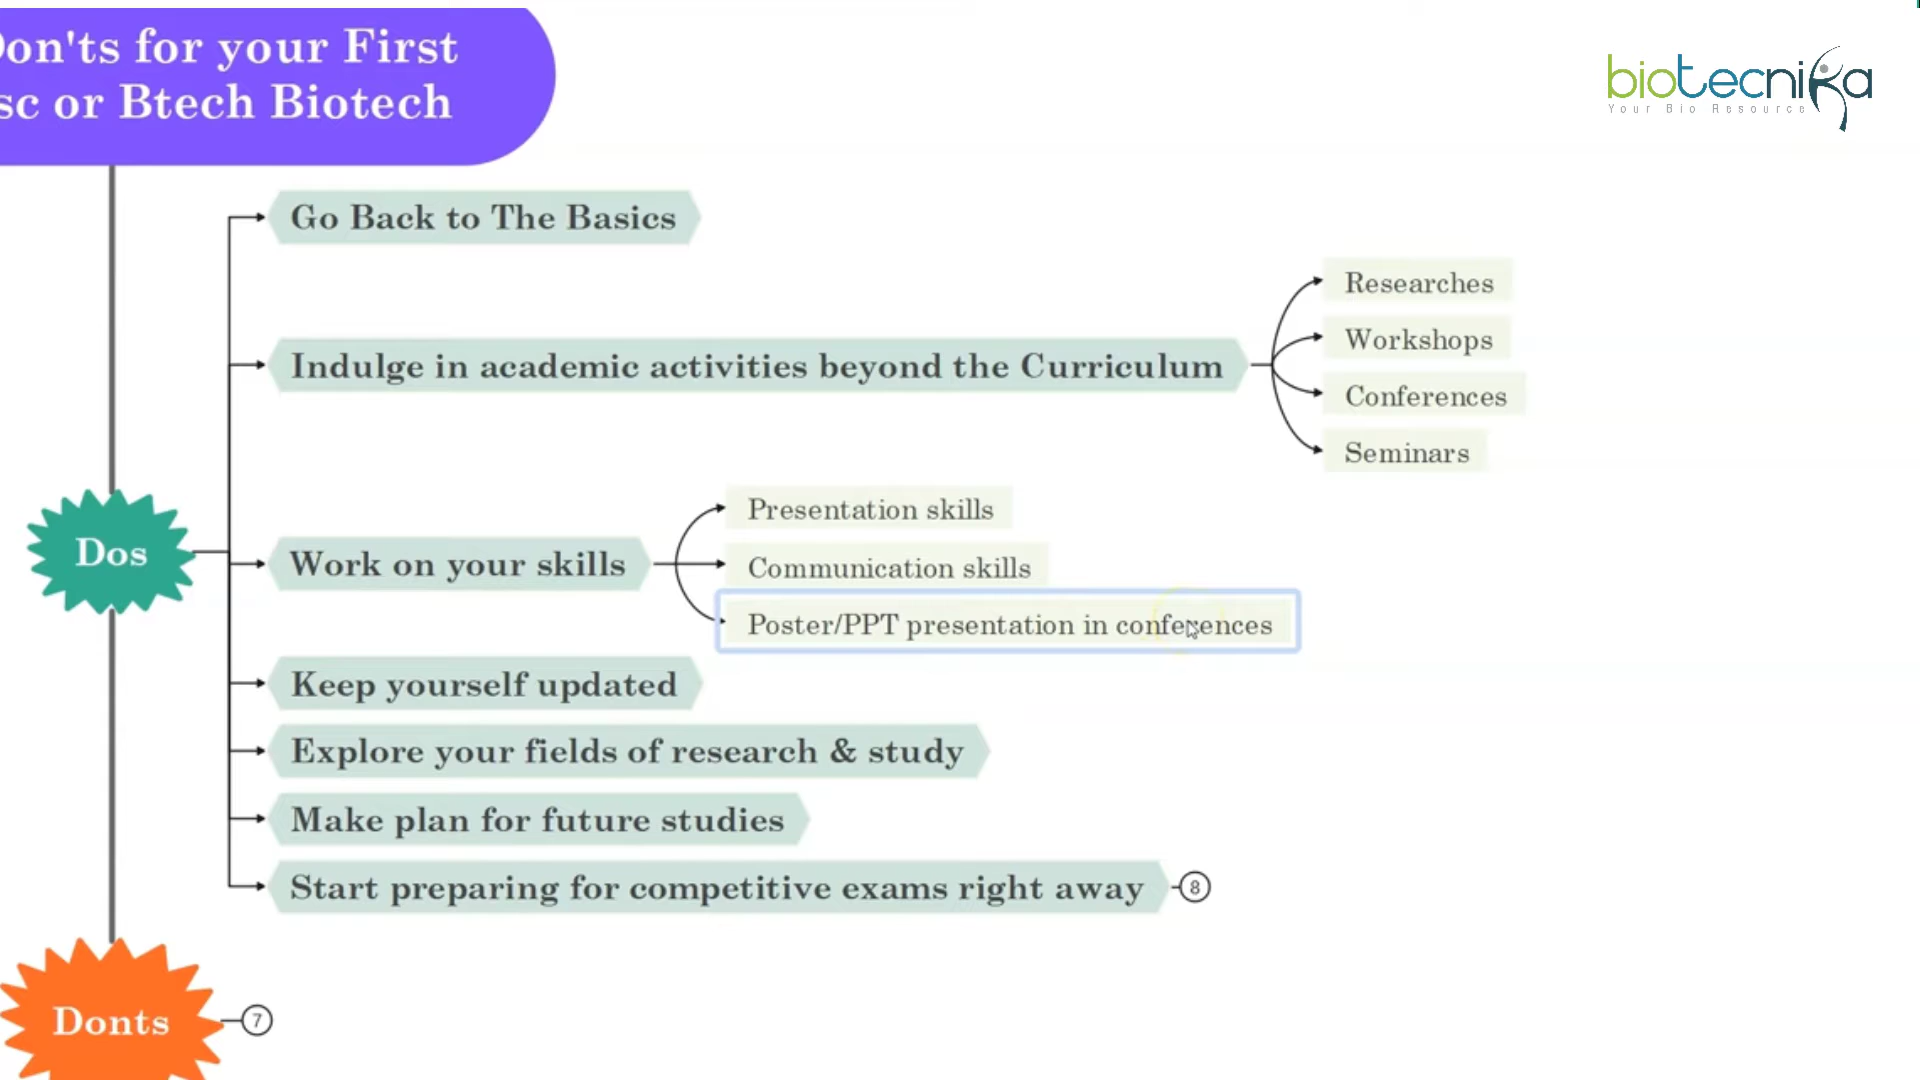 on'ts for your First
sc or Btech Biotech
biotecnika
Your Bio Resource
Go Back to The Basics
Indulge in academic activities beyond the Curriculum
Researches
Workshops
Conferences
Seminars
Dos
Work on your skills
Presentation skills
Communication skills
Poster/PPT presentation in conferences
Keep yourself updated
Explore your fields of research & study
Make plan for future studies
Start preparing for competitive exams right away
8
Donts
7